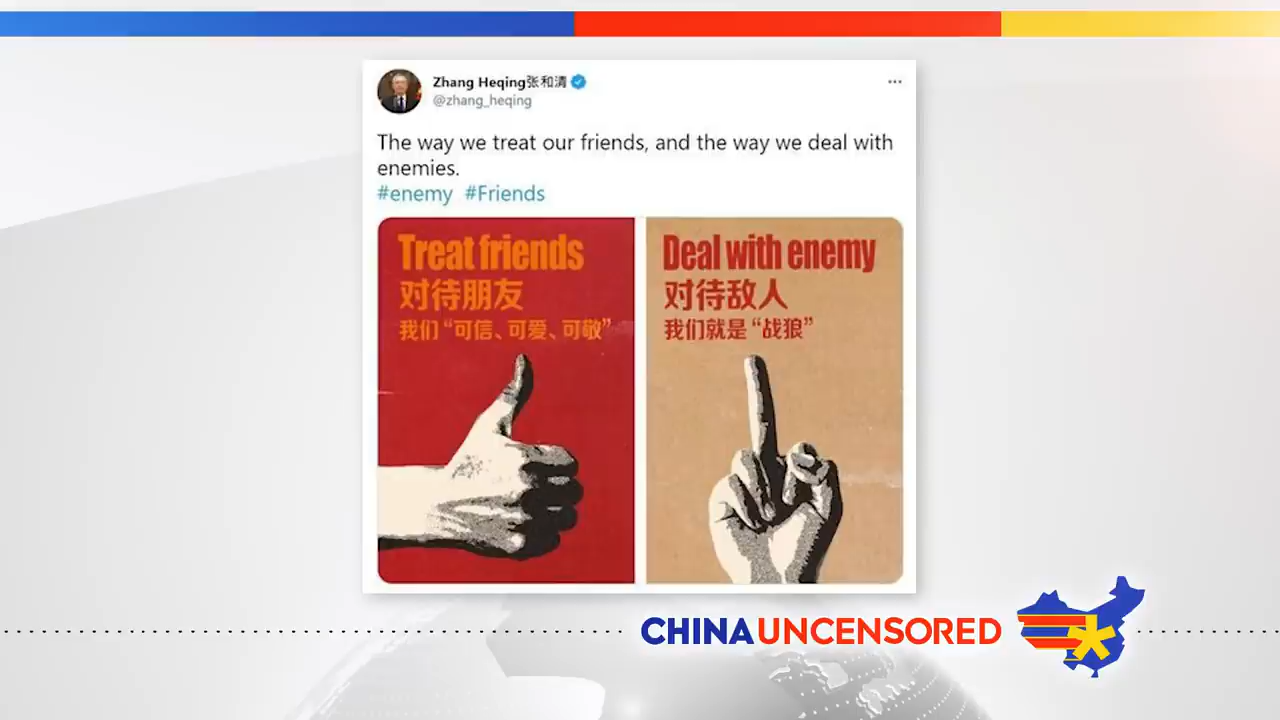 Zhang Heqing张和清
@zhang_heqing
The way we treat our friends, and the way we deal with
enemies.
#enemy #Friends
Treat friends
对待朋友
我们“可信、可爱、可敬”
Deal with enemy
对待敌人
我们就是“战狼”
CHINA UNCENSORED